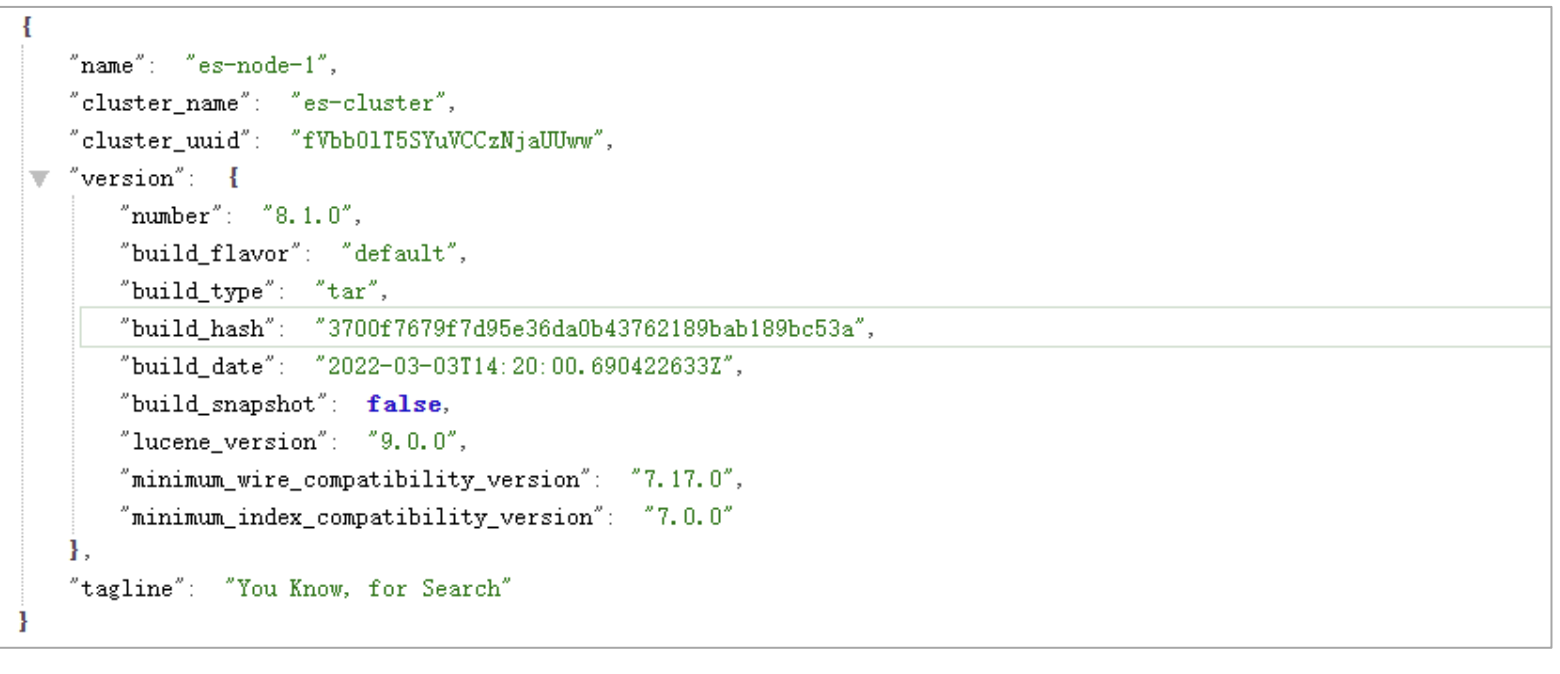 {
"name": "es-node-1",
"cluster_name": "es-cluster",
"cluster_uuid": "fVbb0lT5SYuVCCzNjaUUww",
"version": {
"number": "8.1.0",
"build_flavor": "default",
"build_type": "tar",
"build_hash": "3700f7679f7d95e36da0b43762189bab189bc53a",
"build_date": "2022-03-03T14:20:00.690422633Z",
"build_snapshot": false,
"lucene_version": "9.0.0",
"minimum_wire_compatibility_version": "7.17.0",
"minimum_index_compatibility_version": "7.0.0"
},
"tagline": "You Know, for Search"
}